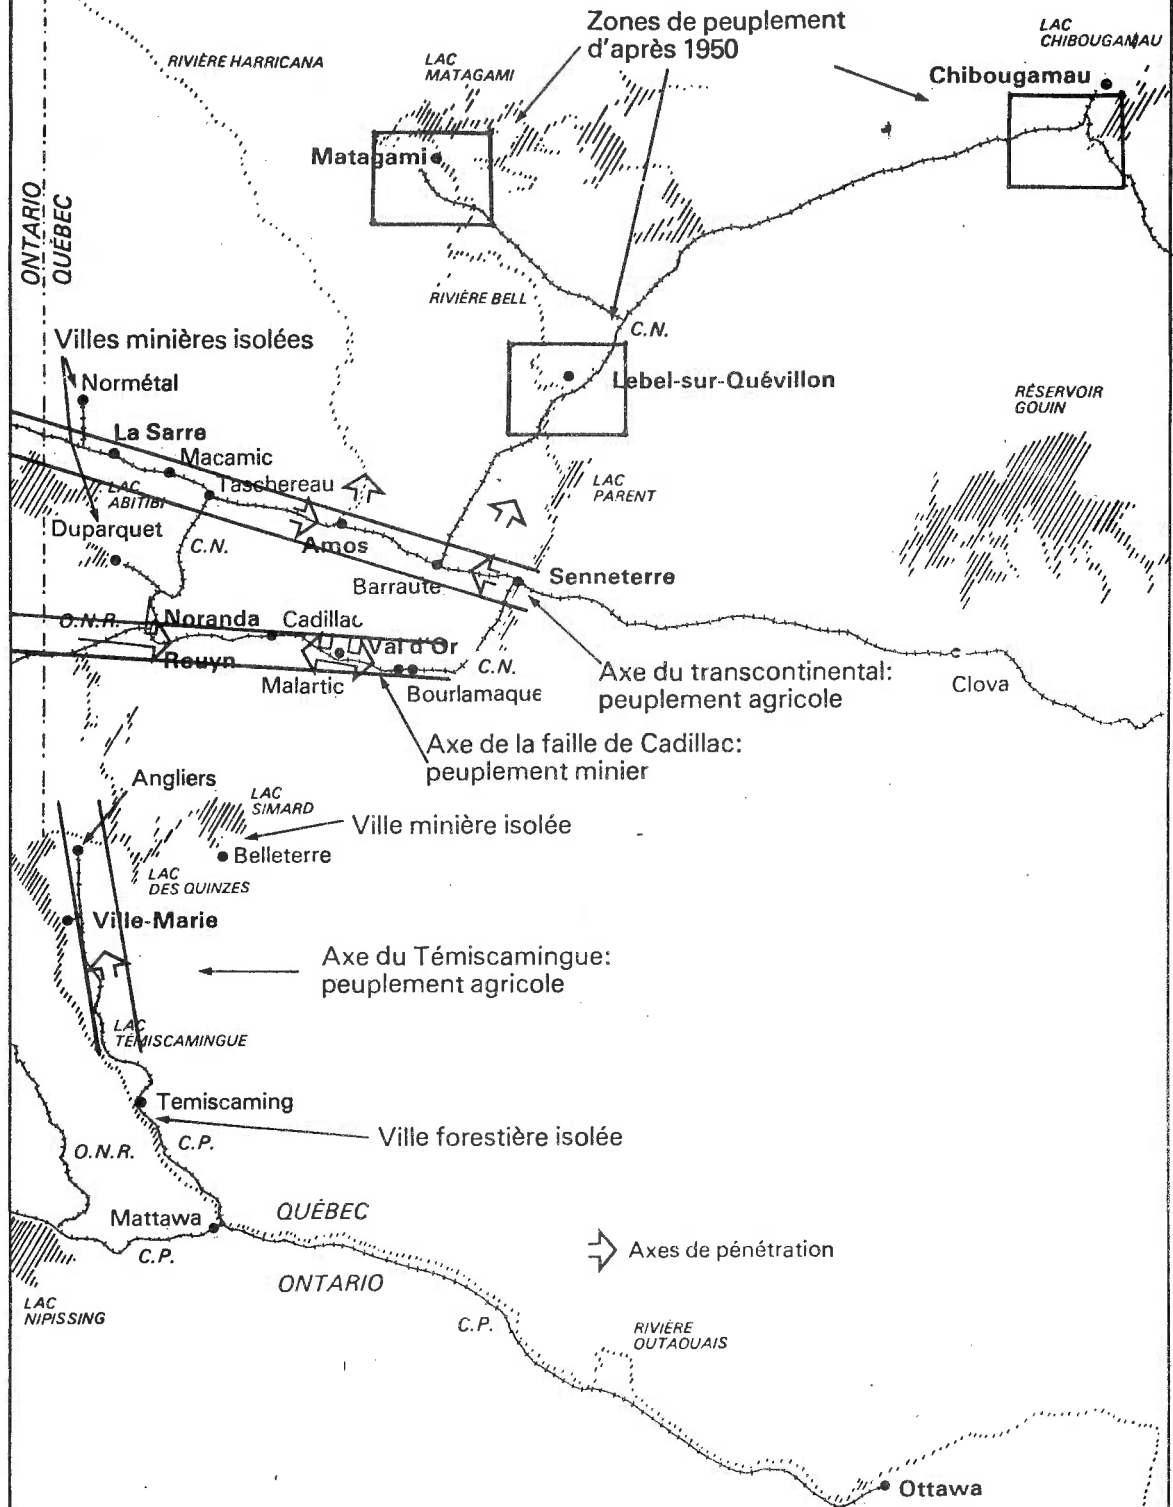 Zones de peuplement
d'après 1950
LAC
CHIBOUGAMAU
Chibougamau
RIVIÈRE HARRICANA
LAC
MATAGAMI
Matagami
ONTARIO
QUÉBEC
RIVIÈRE BELL
C.N.
Villes minières isolées
Normétal
Lebel-sur-Quévillon
RÉSERVOIR
GOUIN
La Sarre
Macamic
Taschereau
LAC
ABITIBI
LAC
PARENT
Duparquet
C.N.
Amos
Barraute
Senneterre
O.N.R.
Noranda
Cadillac
Rouyn
Val d'Or
Malartic
C.N.
Bourlamaque
Axe du transcontinental:
peuplement agricole
Clova
Axe de la faille de Cadillac:
peuplement minier
Angliers
LAC
SIMARD
Ville minière isolée
Belleterre
LAC
DES QUINZES
Ville-Marie
Axe du Témiscamingue:
peuplement agricole
LAC
TÉMISCAMINGUE
Temiscaming
Ville forestière isolée
C.P.
O.N.R.
Mattawa
QUÉBEC
C.P.
Axes de pénétration
ONTARIO
LAC
NIPISSING
C.P.
RIVIÈRE
OUTAOUAIS
Ottawa